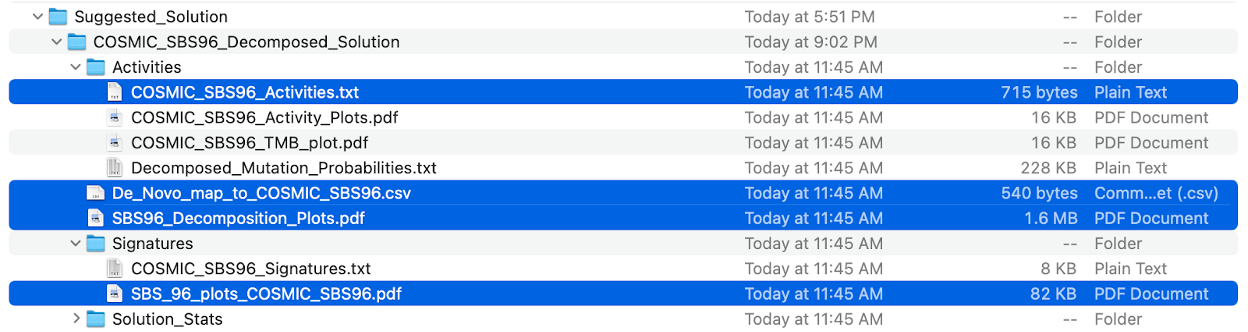 Suggested_Solution Today at 5:51 PM -- Folder
COSMIC_SBS96_Decomposed_Solution Today at 9:02 PM -- Folder
Activities Today at 11:45 AM -- Folder
COSMIC_SBS96_Activities.txt Today at 11:45 AM 715 bytes Plain Text
COSMIC_SBS96_Activity_Plots.pdf Today at 11:45 AM 16 KB PDF Document
COSMIC_SBS96_TMB_plot.pdf Today at 11:45 AM 16 KB PDF Document
Decomposed_Mutation_Probabilities.txt Today at 11:45 AM 228 KB Plain Text
De_Novo_map_to_COSMIC_SBS96.csv Today at 11:45 AM 540 bytes Comm...et (.csv)
SBS96_Decomposition_Plots.pdf Today at 11:45 AM 1.6 MB PDF Document
Signatures Today at 11:45 AM -- Folder
COSMIC_SBS96_Signatures.txt Today at 11:45 AM 8 KB Plain Text
SBS_96_plots_COSMIC_SBS96.pdf Today at 11:45 AM 82 KB PDF Document
Solution_Stats Today at 11:45 AM -- Folder